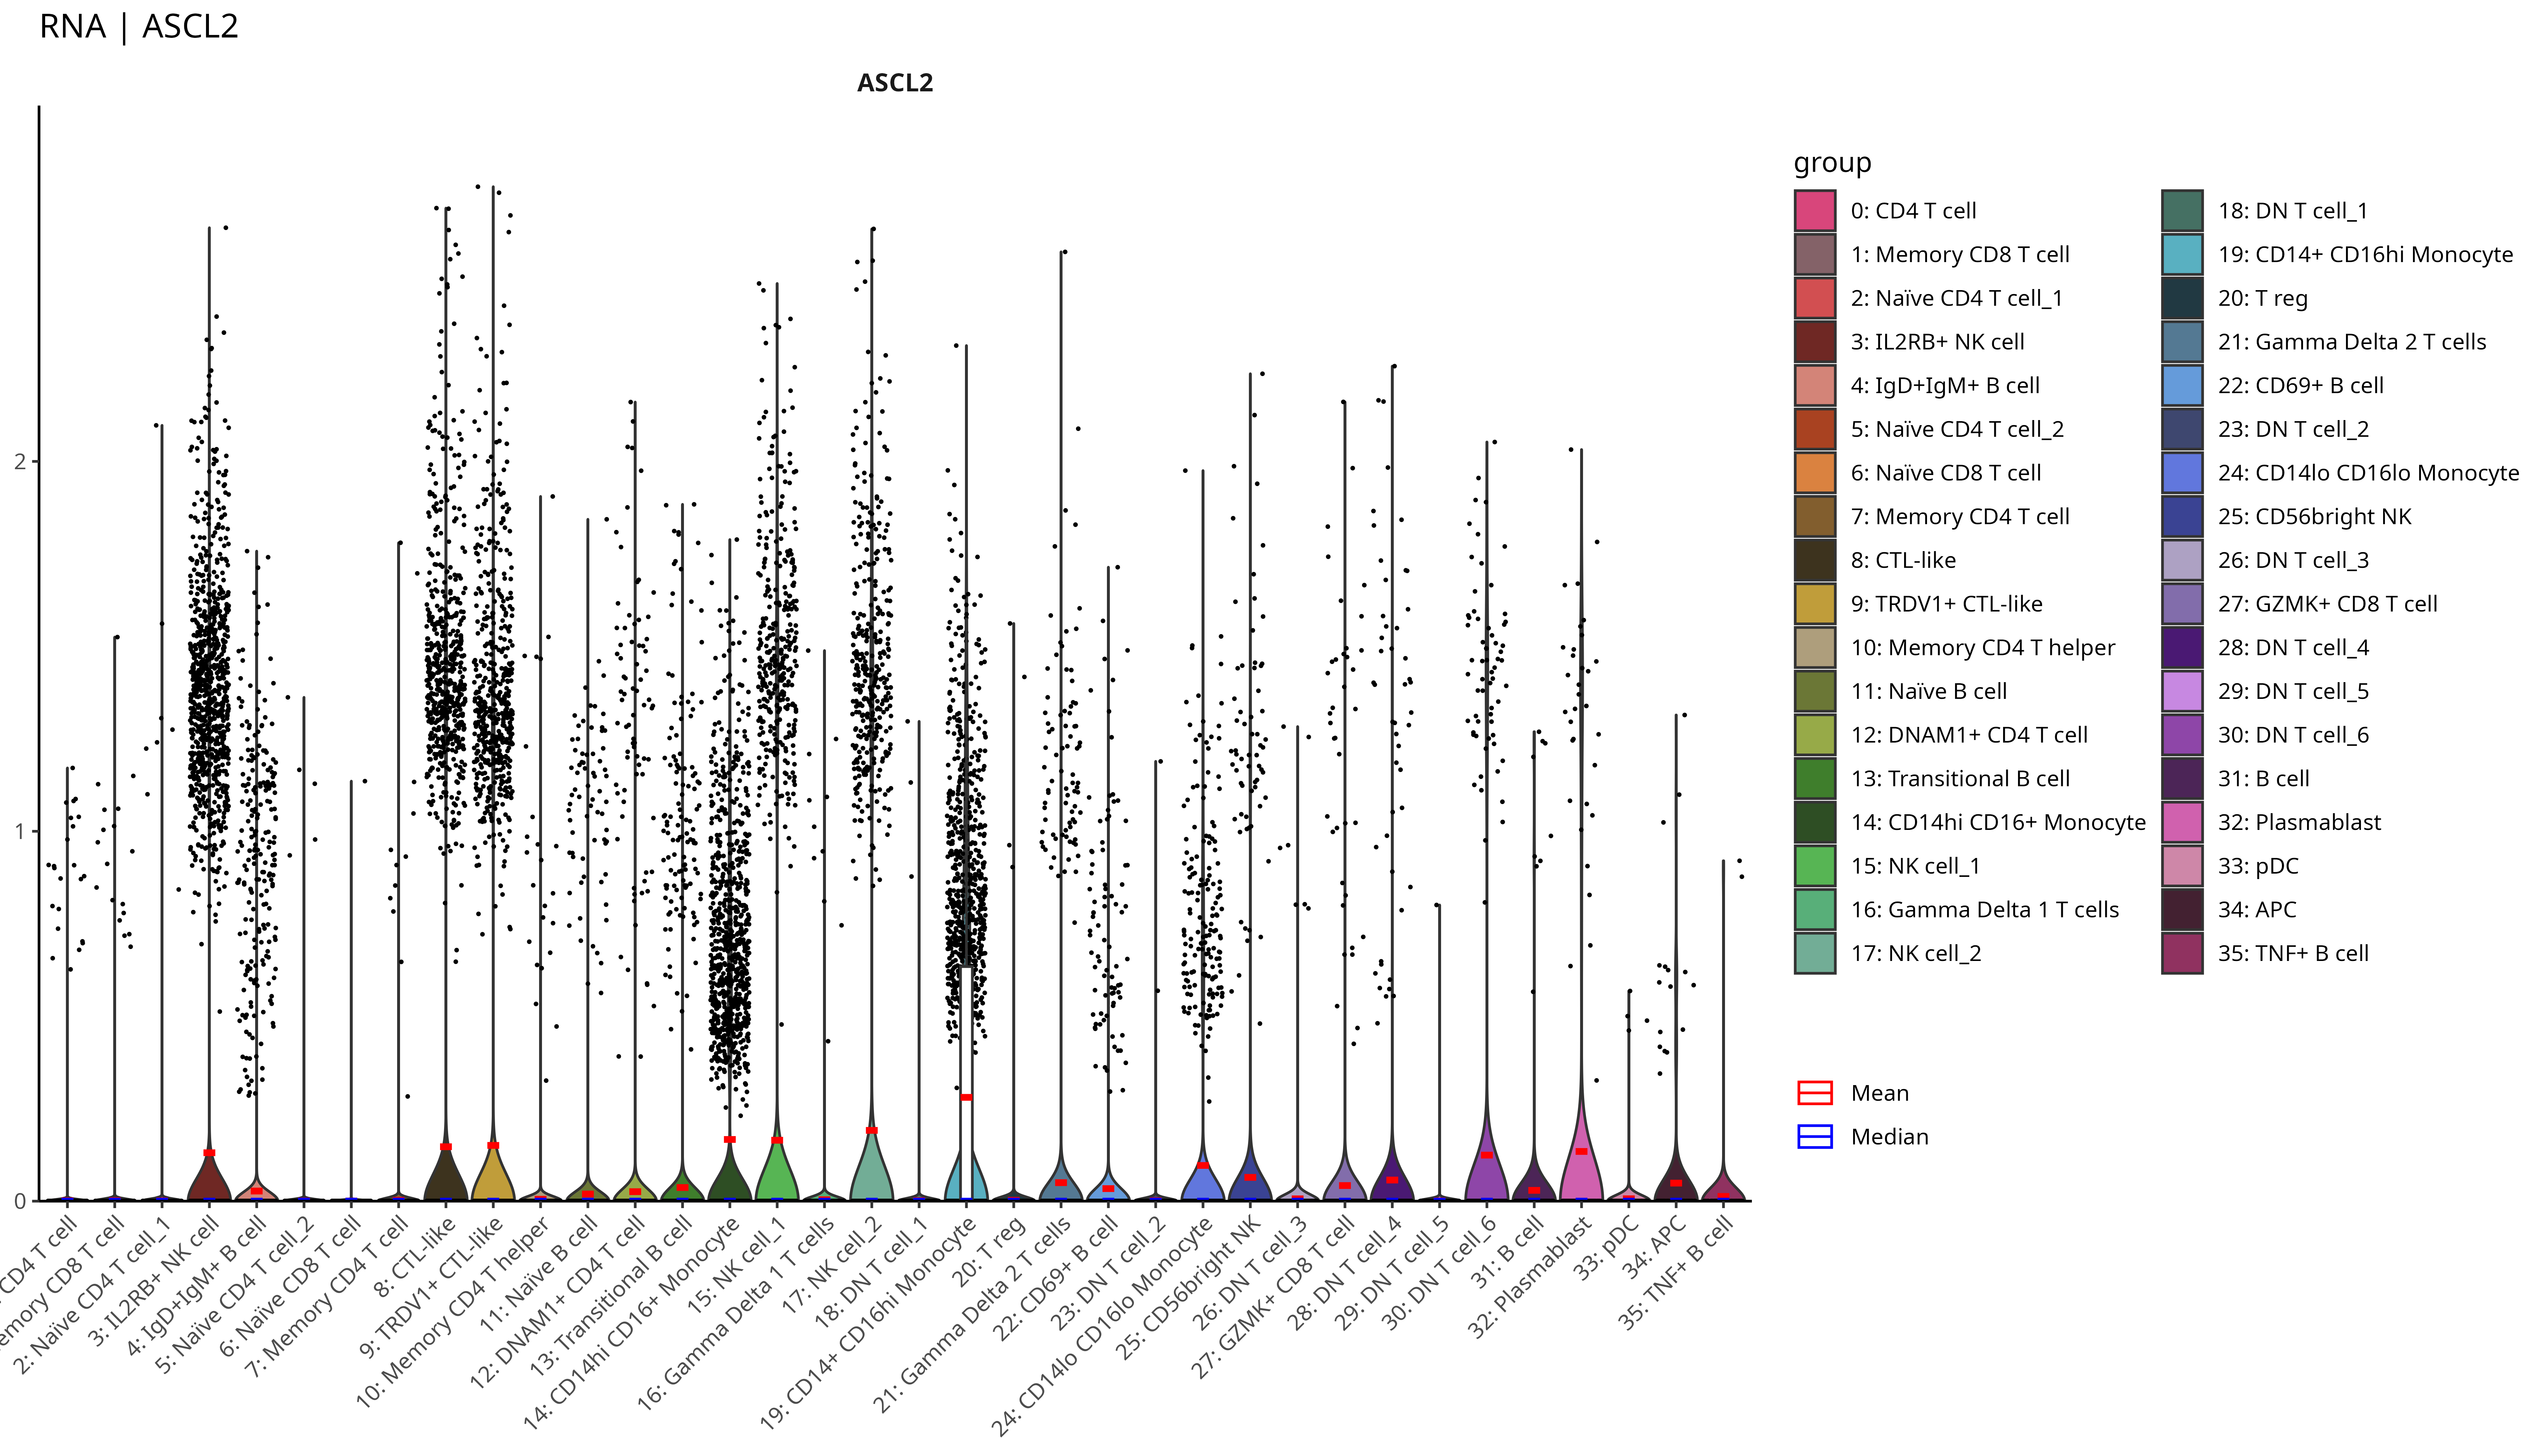 RNA | ASCL2
ASCL2
2
1
0
CD4 T cell
emory CD8 T cell
2: Naïve CD4 T cell_1
3: IL2RB+ NK cell
4: IgD+IgM+ B cell
5: Naïve CD4 T cell_2
6: Naïve CD8 T cell
7: Memory CD4 T cell
8: CTL-like
9: TRDV1+ CTL-like
10: Memory CD4 T helper
11: Naïve B cell
12: DNAM1+ CD4 T cell
13: Transitional B cell
14: CD14hi CD16+ Monocyte
15: NK cell_1
16: Gamma Delta 1 T cells
17: NK cell_2
18: DN T cell_1
19: CD14+ CD16hi Monocyte
20: T reg
21: Gamma Delta 2 T cells
22: CD69+ B cell
23: DN T cell_2
24: CD14lo CD16lo Monocyte
25: CD56bright NK
26: DN T cell_3
27: GZMK+ CD8 T cell
28: DN T cell_4
29: DN T cell_5
30: DN T cell_6
31: B cell
32: Plasmablast
33: pDC
34: APC
35: TNF+ B cell
group
0: CD4 T cell
1: Memory CD8 T cell
2: Naïve CD4 T cell_1
3: IL2RB+ NK cell
4: IgD+IgM+ B cell
5: Naïve CD4 T cell_2
6: Naïve CD8 T cell
7: Memory CD4 T cell
8: CTL-like
9: TRDV1+ CTL-like
10: Memory CD4 T helper
11: Naïve B cell
12: DNAM1+ CD4 T cell
13: Transitional B cell
14: CD14hi CD16+ Monocyte
15: NK cell_1
16: Gamma Delta 1 T cells
17: NK cell_2
18: DN T cell_1
19: CD14+ CD16hi Monocyte
20: T reg
21: Gamma Delta 2 T cells
22: CD69+ B cell
23: DN T cell_2
24: CD14lo CD16lo Monocyte
25: CD56bright NK
26: DN T cell_3
27: GZMK+ CD8 T cell
28: DN T cell_4
29: DN T cell_5
30: DN T cell_6
31: B cell
32: Plasmablast
33: pDC
34: APC
35: TNF+ B cell
Mean
Median